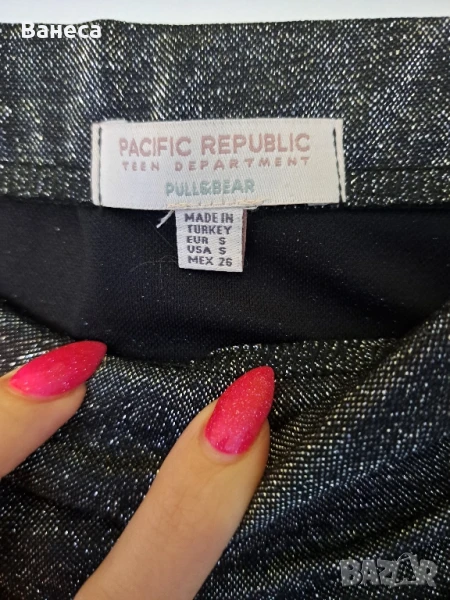 Ванеса
PACIFIC REPUBLIC
TEEN DEPARTMENT
PULL&BEAR
MADE IN
TURKEY
EUR S
USA S
MEX 26
bazar